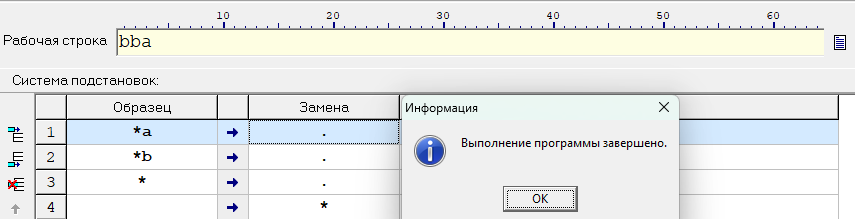 10 20 30 40 50 60
Рабочая строка bba
Система подстановок:
Образец Замена
Информация
1 *a .
Выполнение программы завершено.
2 *b .
3 * .
OK
4 *